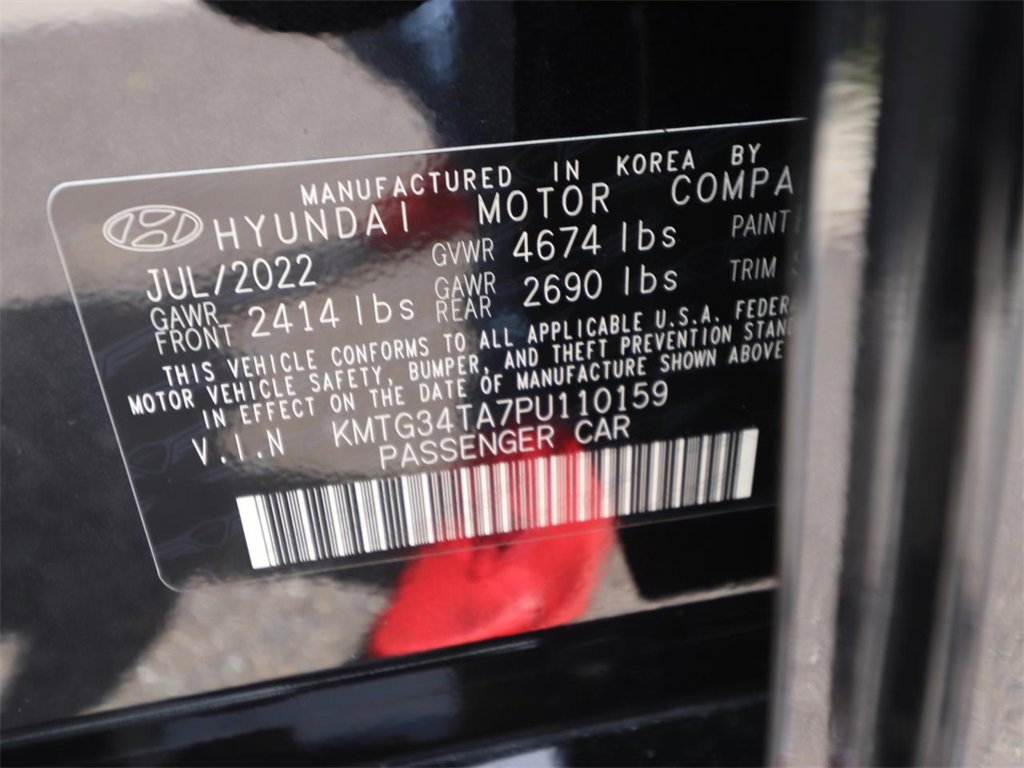 MANUFACTURED IN KOREA BY
HYUNDAI MOTOR COMPA
JUL/2022 GVWR 4674 lbs PAINT
GAWR FRONT 2414 lbs GAWR REAR 2690 lbs TRIM
THIS VEHICLE CONFORMS TO ALL APPLICABLE U.S.A. FEDER
MOTOR VEHICLE SAFETY, BUMPER, AND THEFT PREVENTION STAN
IN EFFECT ON THE DATE OF MANUFACTURE SHOWN ABOVE
V.I.N KMTG34TA7PU110159
PASSENGER CAR